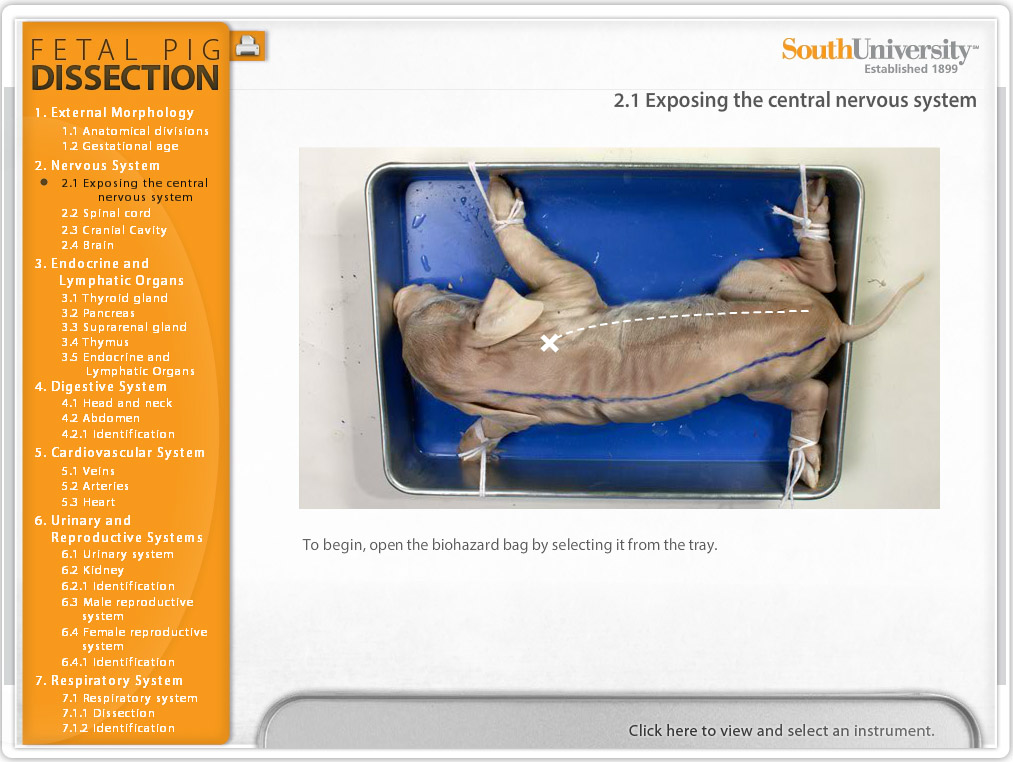 FETAL PIG
DISSECTION
1. External Morphology
1.1 Anatomical divisions
1.2 Gestational age
2. Nervous System
2.1 Exposing the central
nervous system
2.2 Spinal cord
2.3 Cranial Cavity
2.4 Brain
3. Endocrine and
Lymphatic Organs
3.1 Thyroid gland
3.2 Pancreas
3.3 Suprarenal gland
3.4 Thymus
3.5 Endocrine and
Lymphatic Organs
4. Digestive System
4.1 Head and neck
4.2 Abdomen
4.2.1 Identification
5. Cardiovascular System
5.1 Veins
5.2 Arteries
5.3 Heart
6. Urinary and
Reproductive Systems
6.1 Urinary system
6.2 Kidney
6.2.1 Identification
6.3 Male reproductive
system
6.4 Female reproductive
system
6.4.1 Identification
7. Respiratory System
7.1 Respiratory system
7.1.1 Dissection
7.1.2 Identification
SouthUniversity℠
Established 1899
2.1 Exposing the central nervous system
To begin, open the biohazard bag by selecting it from the tray.
Click here to view and select an instrument.